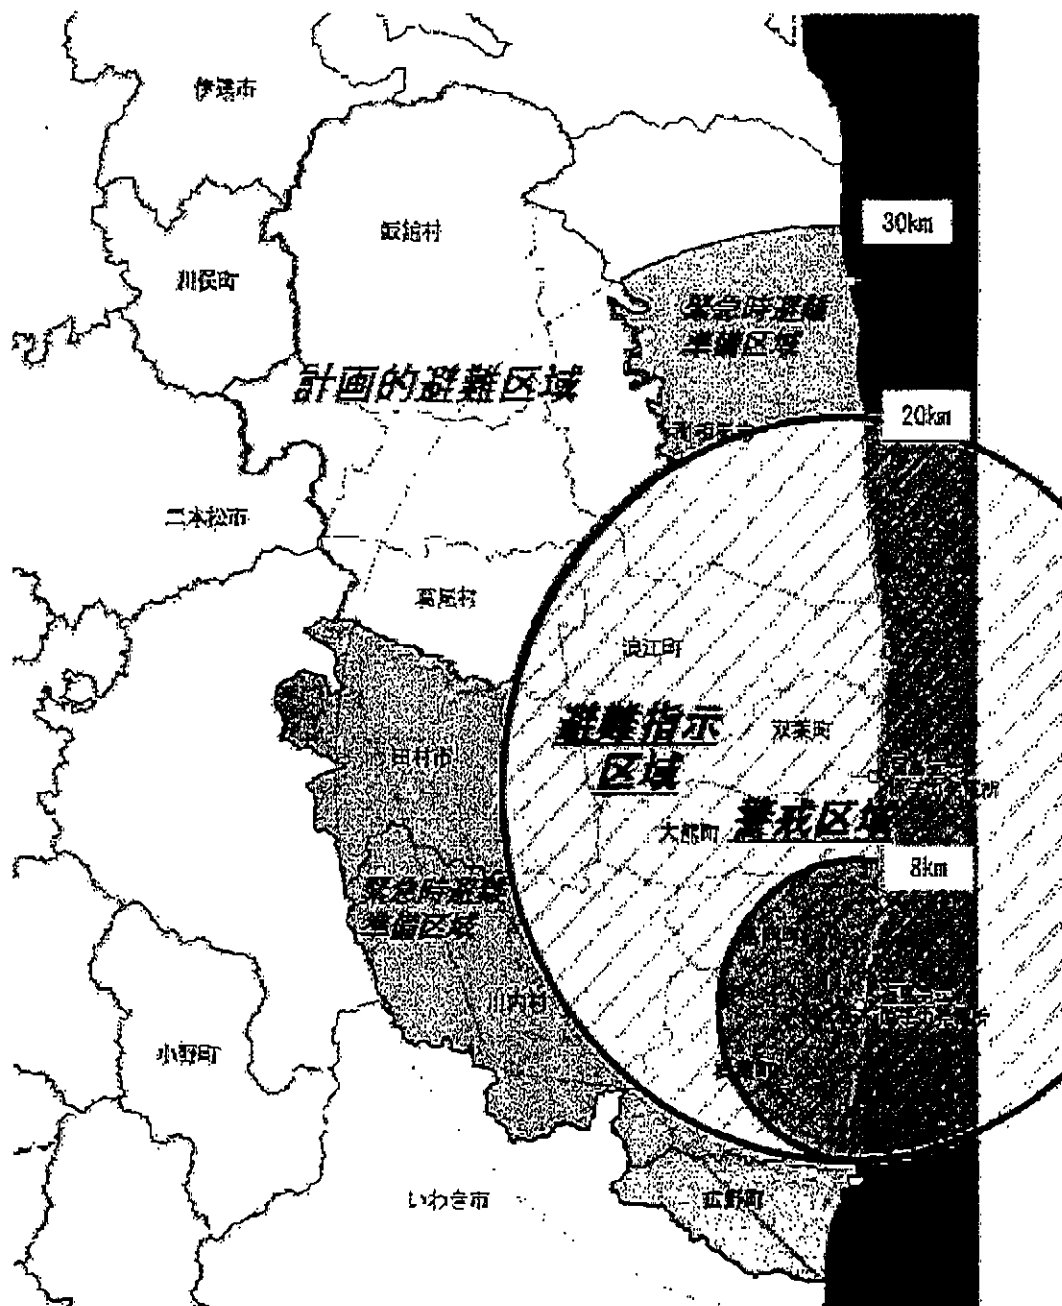 伊達市
30km
飯舘村
川俣町
緊急時避難
準備区域
計画的避難区域
20km
二本松市
葛尾村
浪江町
避難指示
区域
双葉町
田村市
大熊町
警戒区域
8km
緊急時避難
準備区域
川内村
小野町
いわき市
広野町